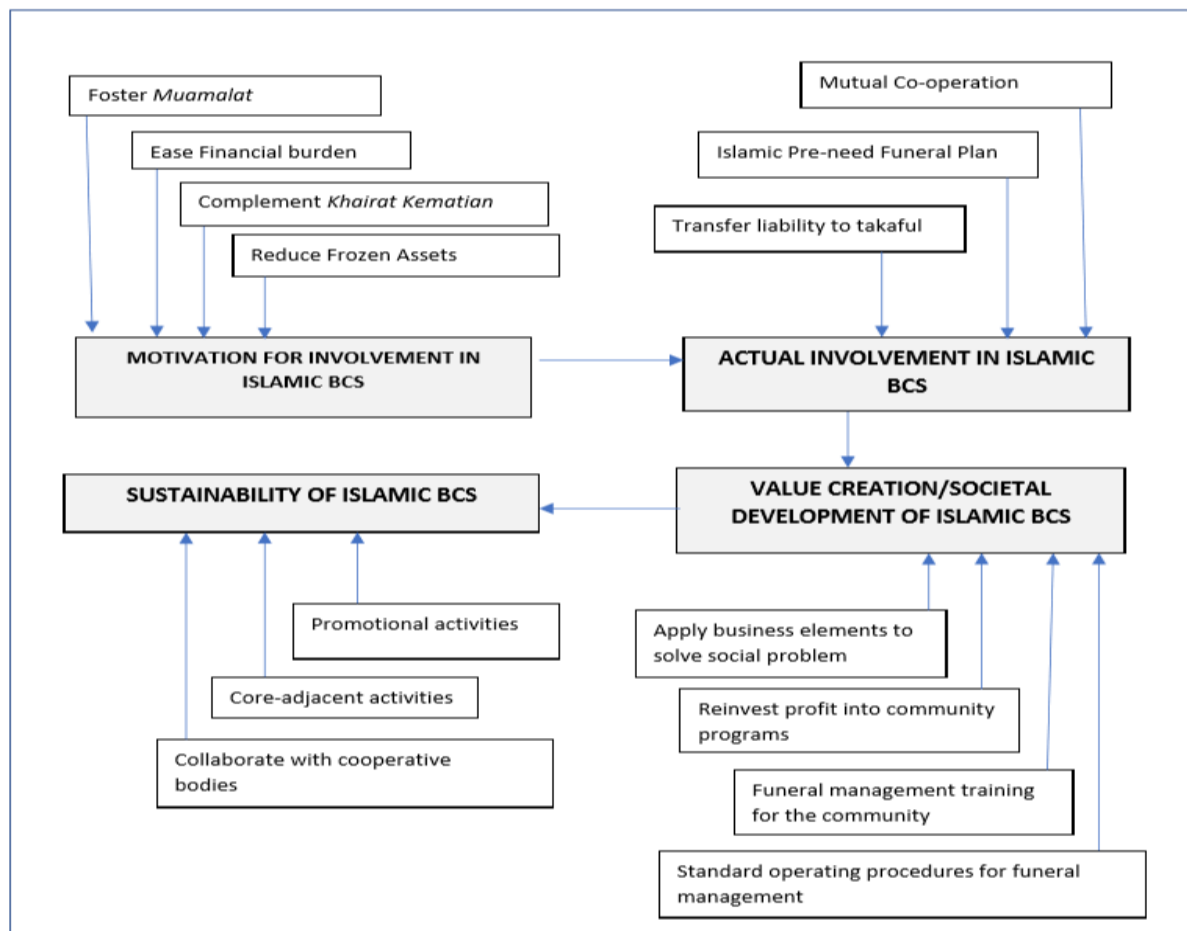 Foster Muamalat
Ease Financial burden
Complement Khairat Kematian
Reduce Frozen Assets
Mutual Co-operation
Islamic Pre-need Funeral Plan
Transfer liability to takaful
MOTIVATION FOR INVOLVEMENT IN
ISLAMIC BCS
ACTUAL INVOLVEMENT IN ISLAMIC
BCS
SUSTAINABILITY OF ISLAMIC BCS
VALUE CREATION/SOCIETAL
DEVELOPMENT OF ISLAMIC BCS
Promotional activities
Core-adjacent activities
Collaborate with cooperative
bodies
Apply business elements to
solve social problem
Reinvest profit into community
programs
Funeral management training
for the community
Standard operating procedures for funeral
management